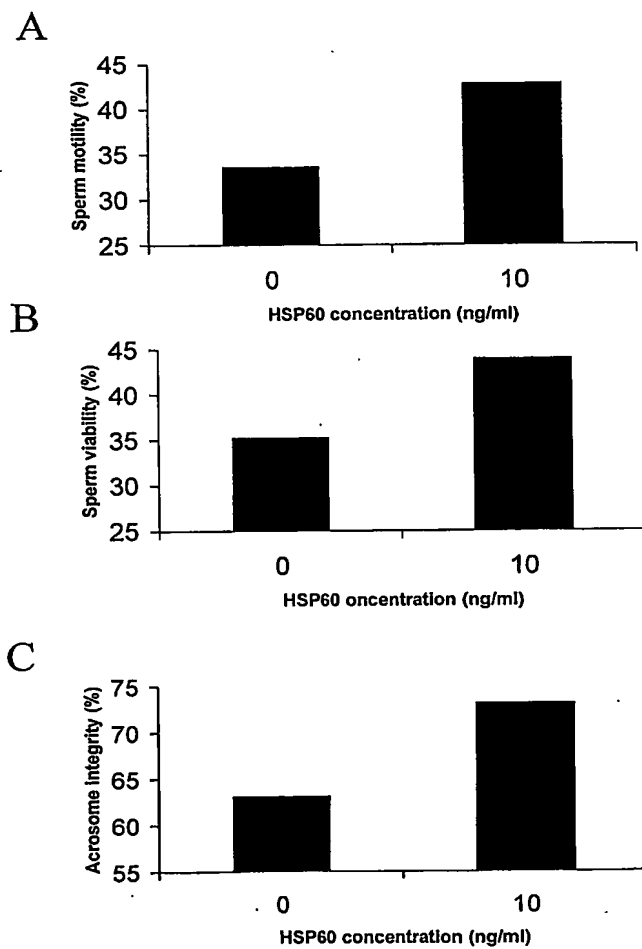 A
Sperm motility (%)
45
40
35
30
25
0
10
HSP60 concentration (ng/ml)
B
Sperm viability (%)
45
40
35
30
25
0
10
HSP60 oncentration (ng/ml)
C
Acrosome Integrity (%)
75
70
65
60
55
0
10
HSP60 concentration (ng/ml)